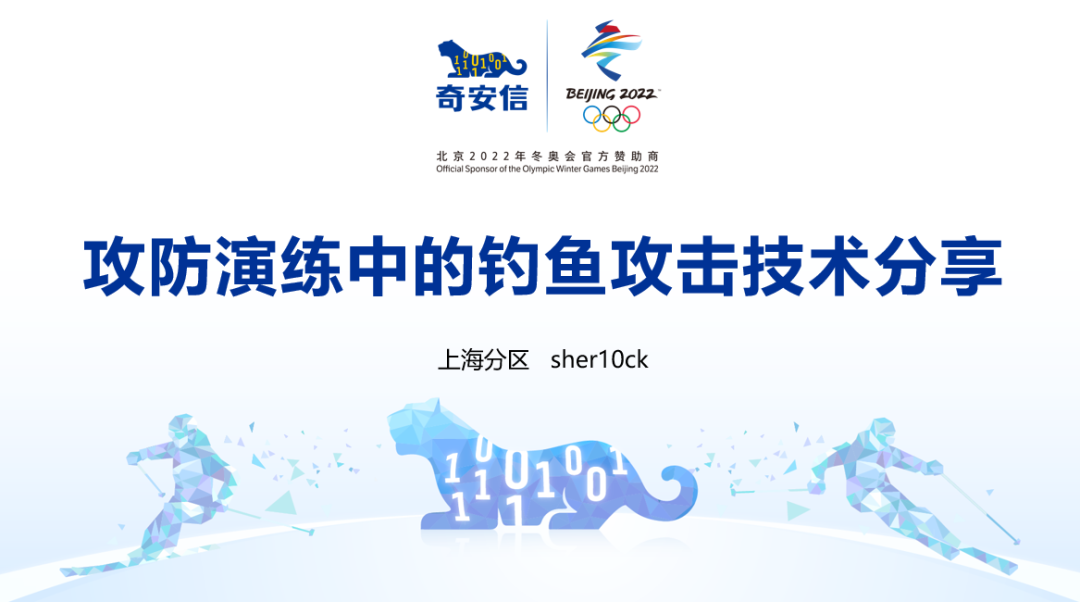 奇安信
BEIJING 2022™
北京2022年冬奥会官方赞助商
Official Sponsor of the Olympic Winter Games Beijing 2022
攻防演练中的钓鱼攻击技术分享
上海分区 sher10ck